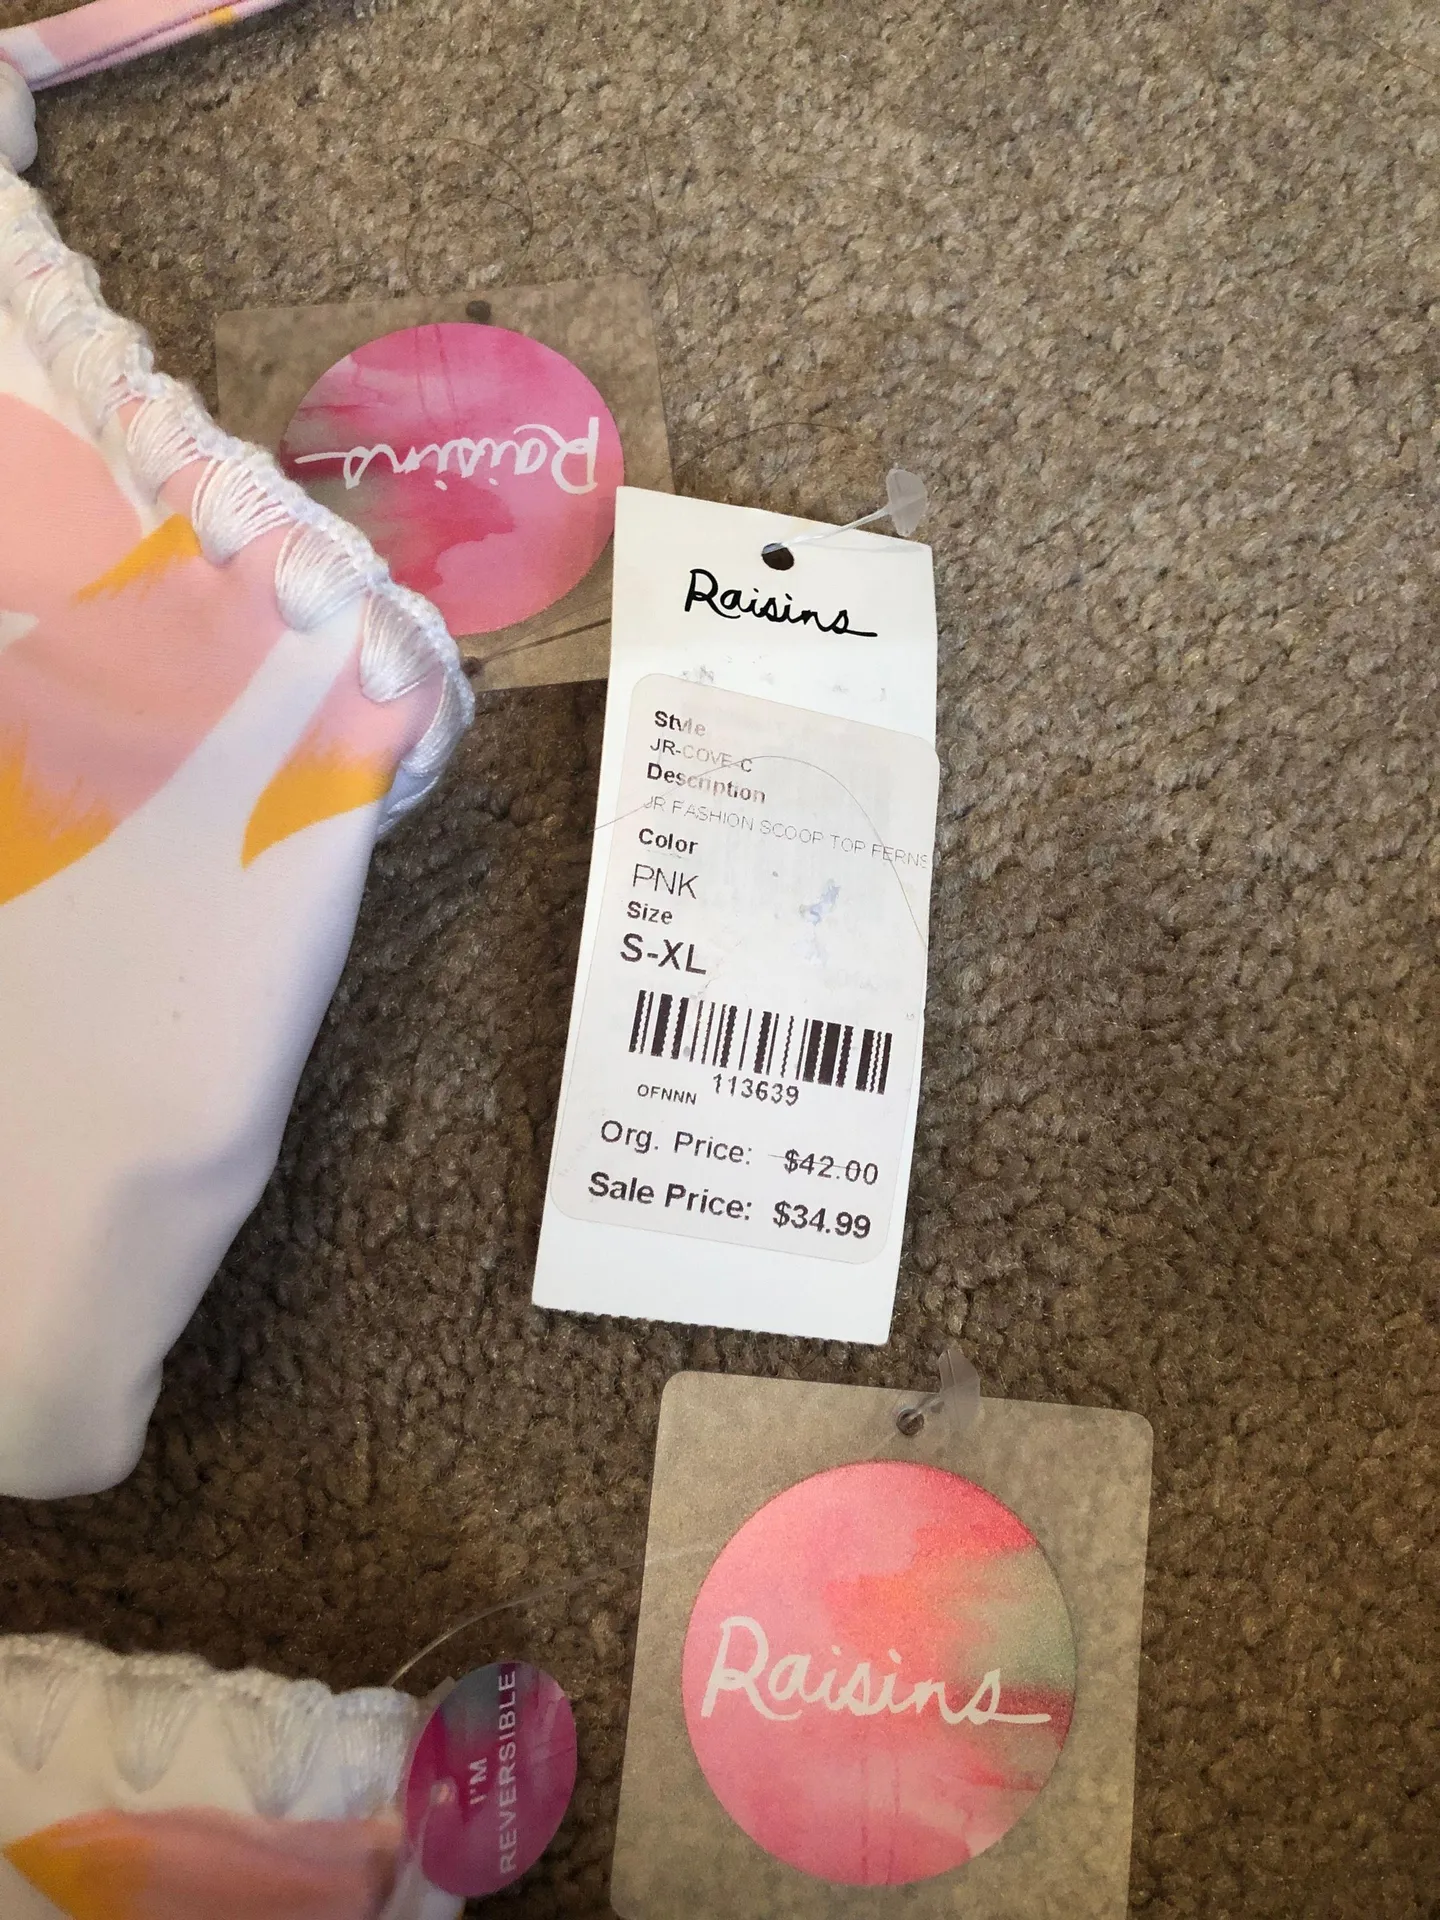 Raisins
Raisins
Style
JR-COVE-C
Description
JR FASHION SCOOP TOP FERNS
Color
PNK
Size
S-XL
OFNNN 113639
Org. Price: $42.00
Sale Price: $34.99
I'M
REVERSIBLE
Raisins